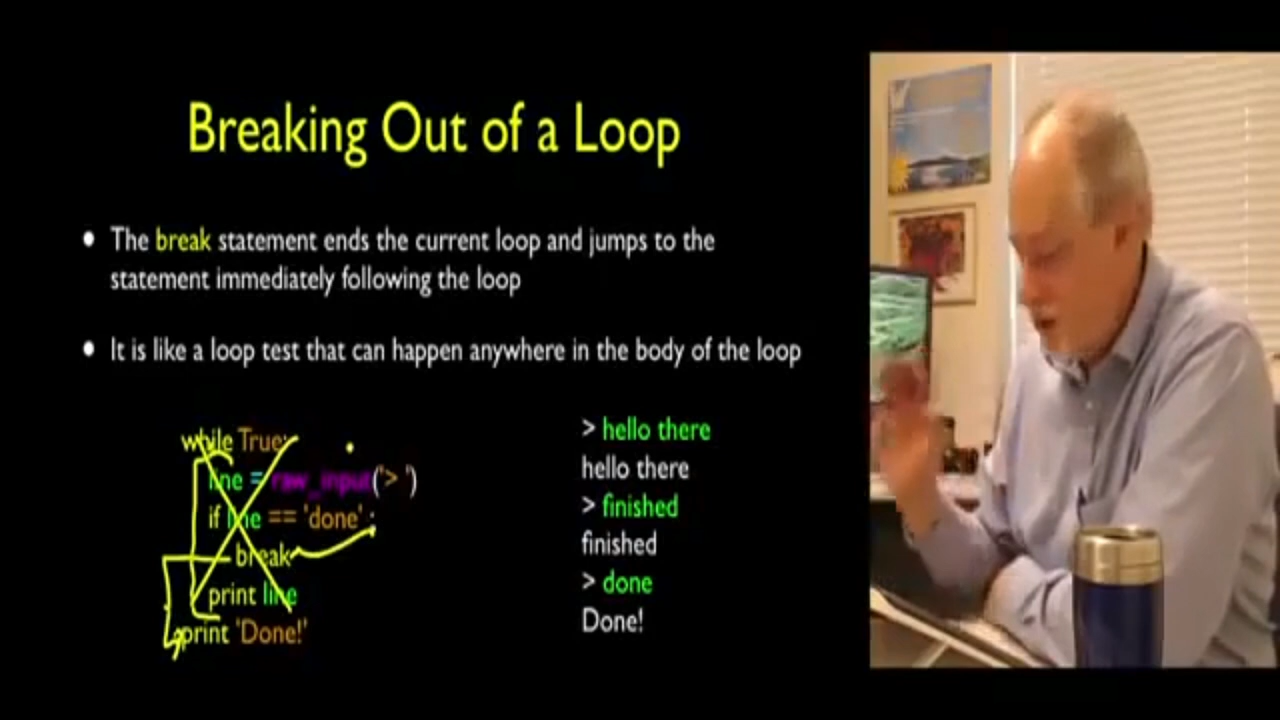 Breaking Out of a Loop
• The break statement ends the current loop and jumps to the
statement immediately following the loop
• It is like a loop test that can happen anywhere in the body of the loop
while True:
line = raw_input('> ')
if line == 'done' :
break
print line
print 'Done!'
> hello there
hello there
> finished
finished
> done
Done!